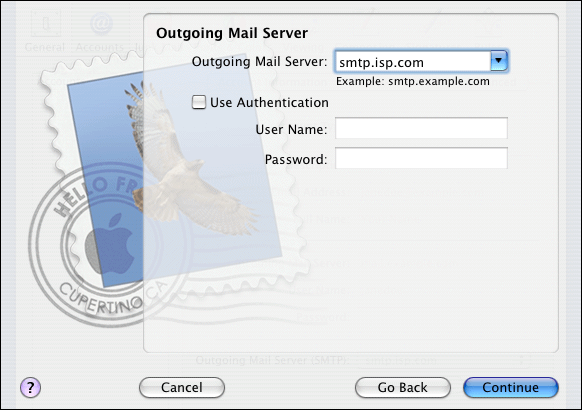 General Accounts
Outgoing Mail Server
Outgoing Mail Server: smtp.isp.com
Example: smtp.example.com
Use Authentication
User Name:
Password:
HELLO FR
CUPERTINO CA
Outgoing Mail Server (SMTP):
? Cancel Go Back Continue